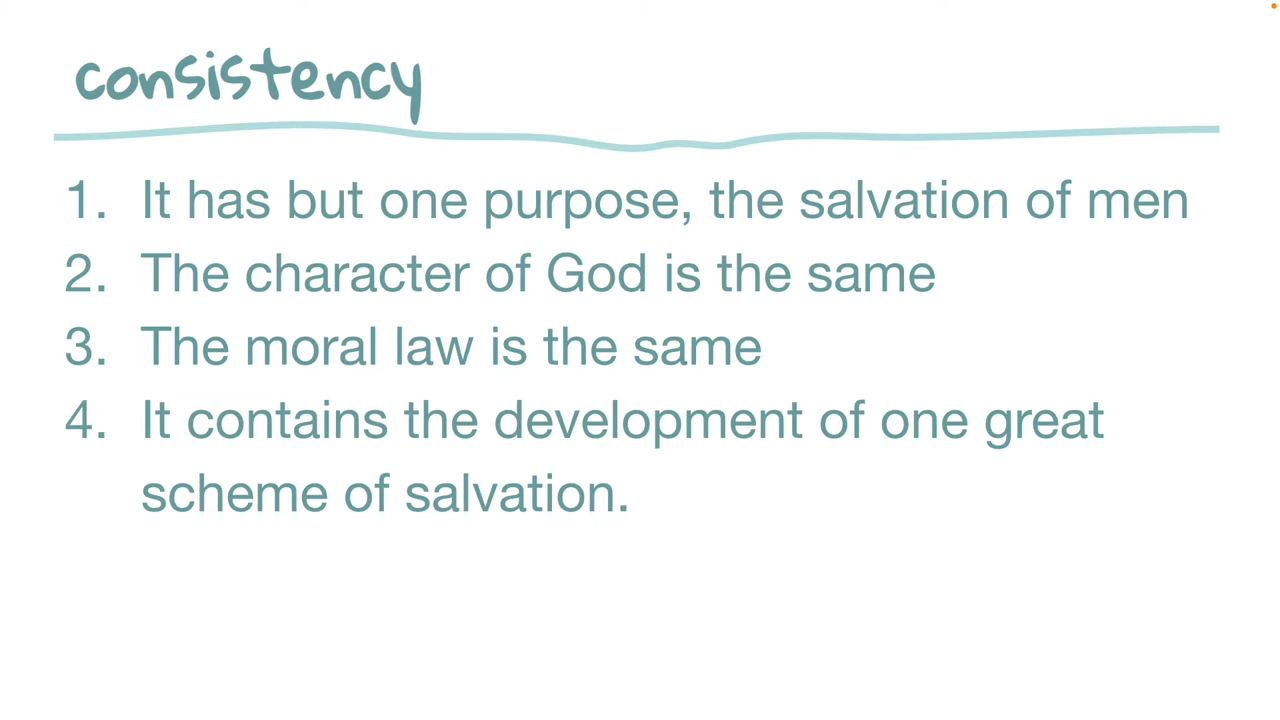 consistency
1. It has but one purpose, the salvation of men
2. The character of God is the same
3. The moral law is the same
4. It contains the development of one great
scheme of salvation.